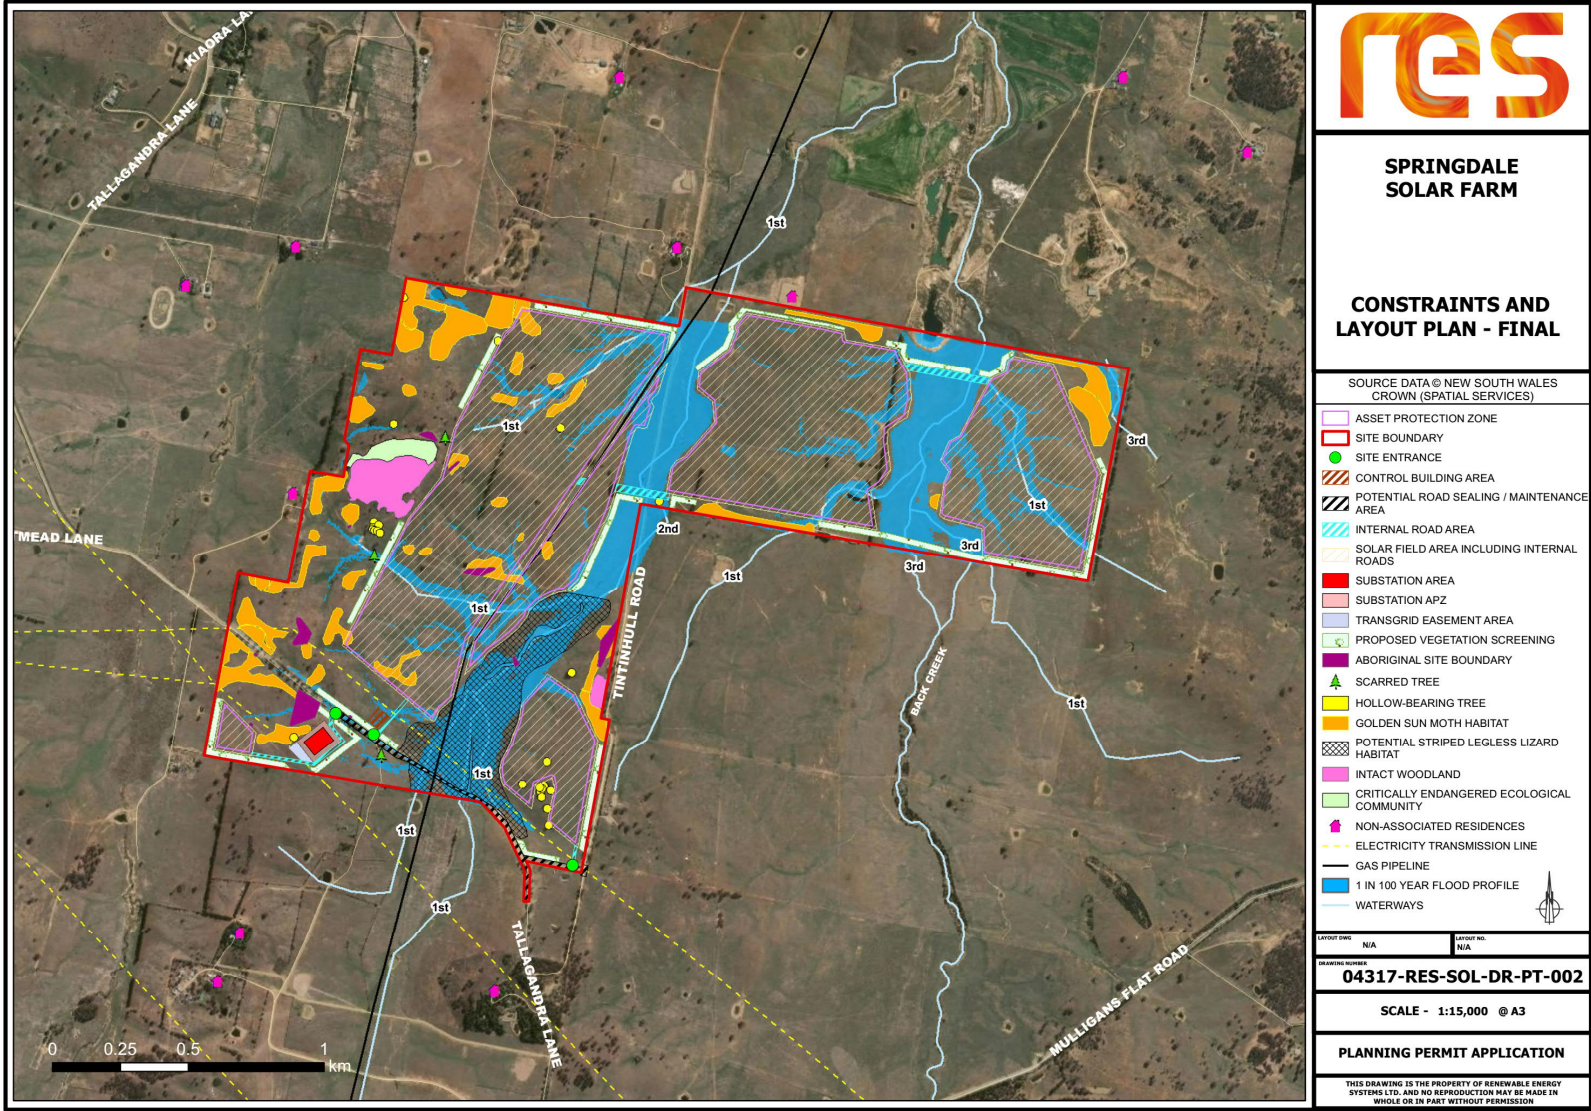 KIAORA LA
TALLAGANDRA LANE
1st
1st
MEAD LANE
3rd
1st
2nd
3rd
3rd
1st
1st
TINTINHULL ROAD
BACK CREEK
1st
1st
1st
1st
TALLAGANDRA LANE
MULLIGANS FLAT ROAD
0 0.25 0.5 1
km
res
SPRINGDALE
SOLAR FARM
CONSTRAINTS AND
LAYOUT PLAN - FINAL
SOURCE DATA © NEW SOUTH WALES
CROWN (SPATIAL SERVICES)
ASSET PROTECTION ZONE
SITE BOUNDARY
SITE ENTRANCE
CONTROL BUILDING AREA
POTENTIAL ROAD SEALING / MAINTENANCE
AREA
INTERNAL ROAD AREA
SOLAR FIELD AREA INCLUDING INTERNAL
ROADS
SUBSTATION AREA
SUBSTATION APZ
TRANSGRID EASEMENT AREA
PROPOSED VEGETATION SCREENING
ABORIGINAL SITE BOUNDARY
SCARRED TREE
HOLLOW-BEARING TREE
GOLDEN SUN MOTH HABITAT
POTENTIAL STRIPED LEGLESS LIZARD
HABITAT
INTACT WOODLAND
CRITICALLY ENDANGERED ECOLOGICAL
COMMUNITY
NON-ASSOCIATED RESIDENCES
ELECTRICITY TRANSMISSION LINE
GAS PIPELINE
1 IN 100 YEAR FLOOD PROFILE
WATERWAYS
LAYOUT DWG
N/A
LAYOUT NO.
N/A
DRAWING NUMBER
04317-RES-SOL-DR-PT-002
SCALE - 1:15,000 @ A3
PLANNING PERMIT APPLICATION
THIS DRAWING IS THE PROPERTY OF RENEWABLE ENERGY
SYSTEMS LTD. AND NO REPRODUCTION MAY BE MADE IN
WHOLE OR IN PART WITHOUT PERMISSION